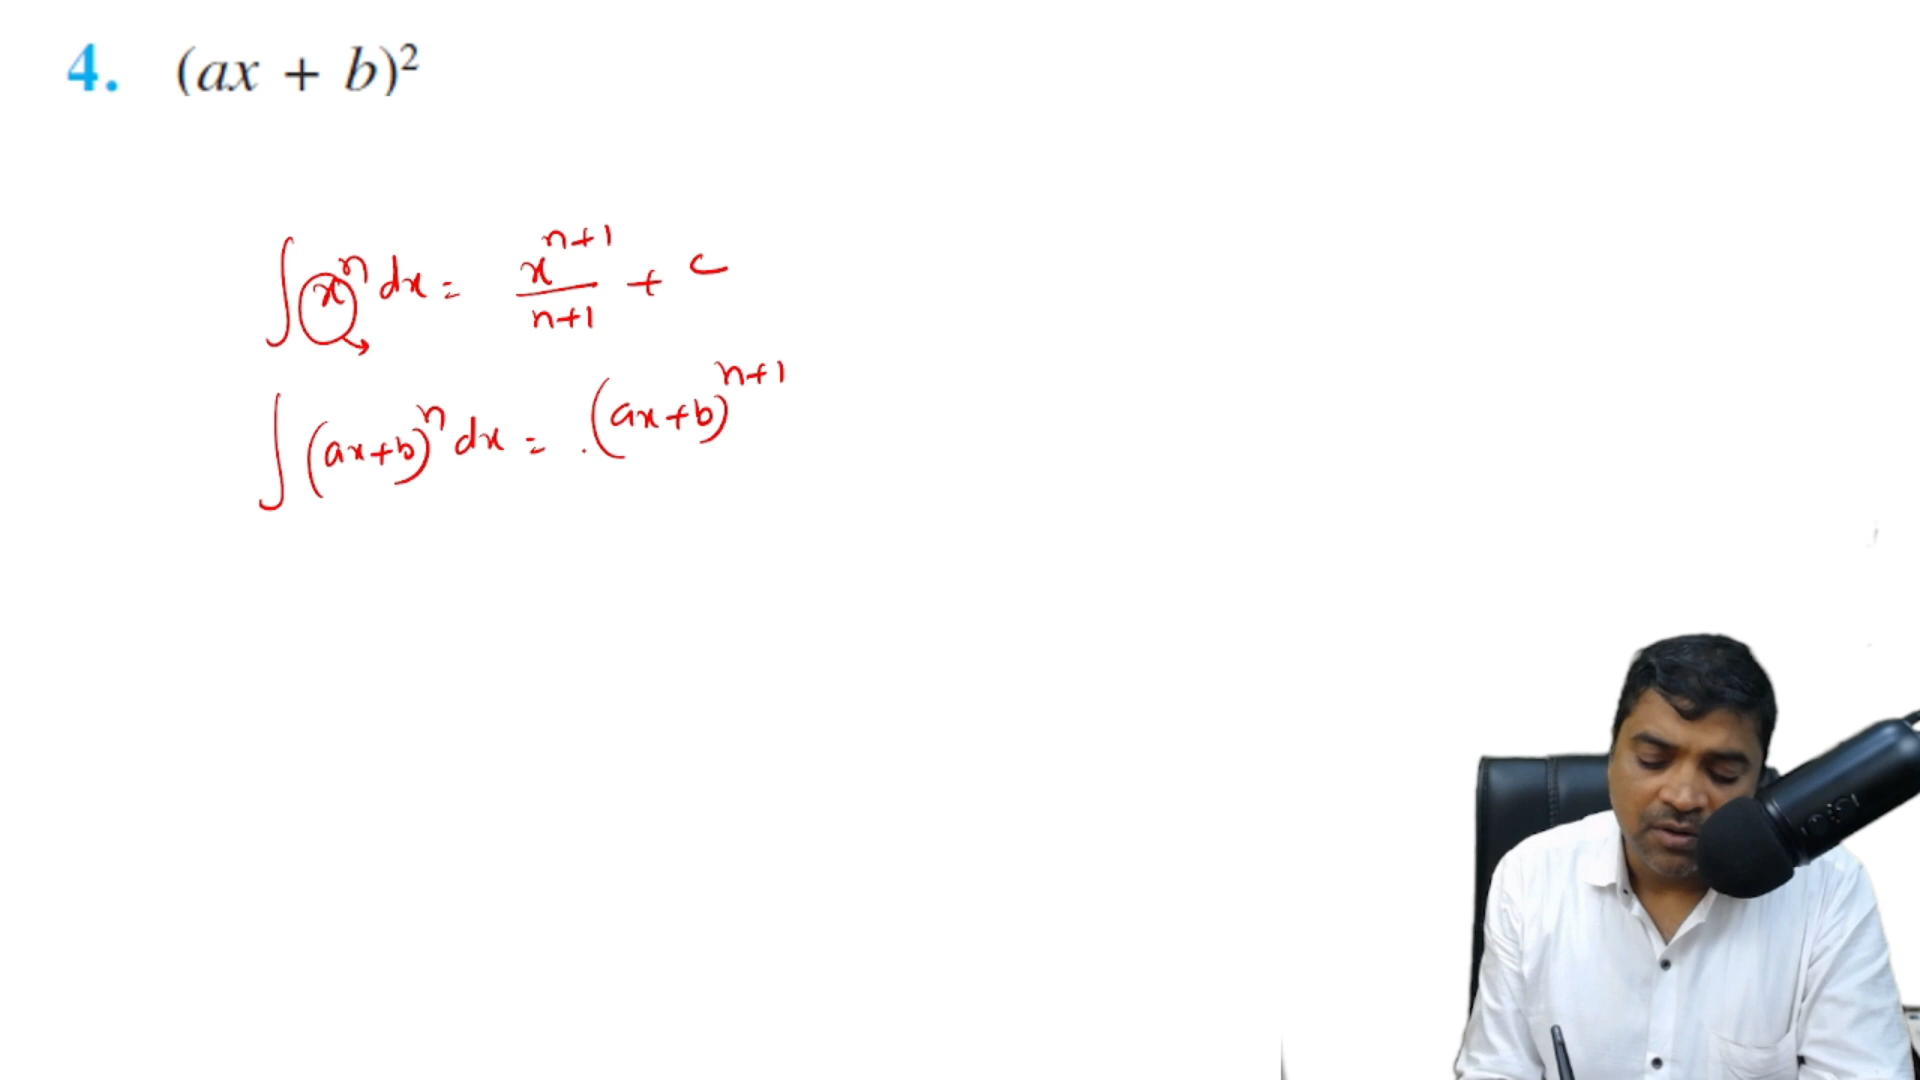 4. (ax + b)²
∫xⁿ dx = xⁿ⁺¹/n+1 + c
∫(ax+b)ⁿ dx = .(ax+b)ⁿ⁺¹